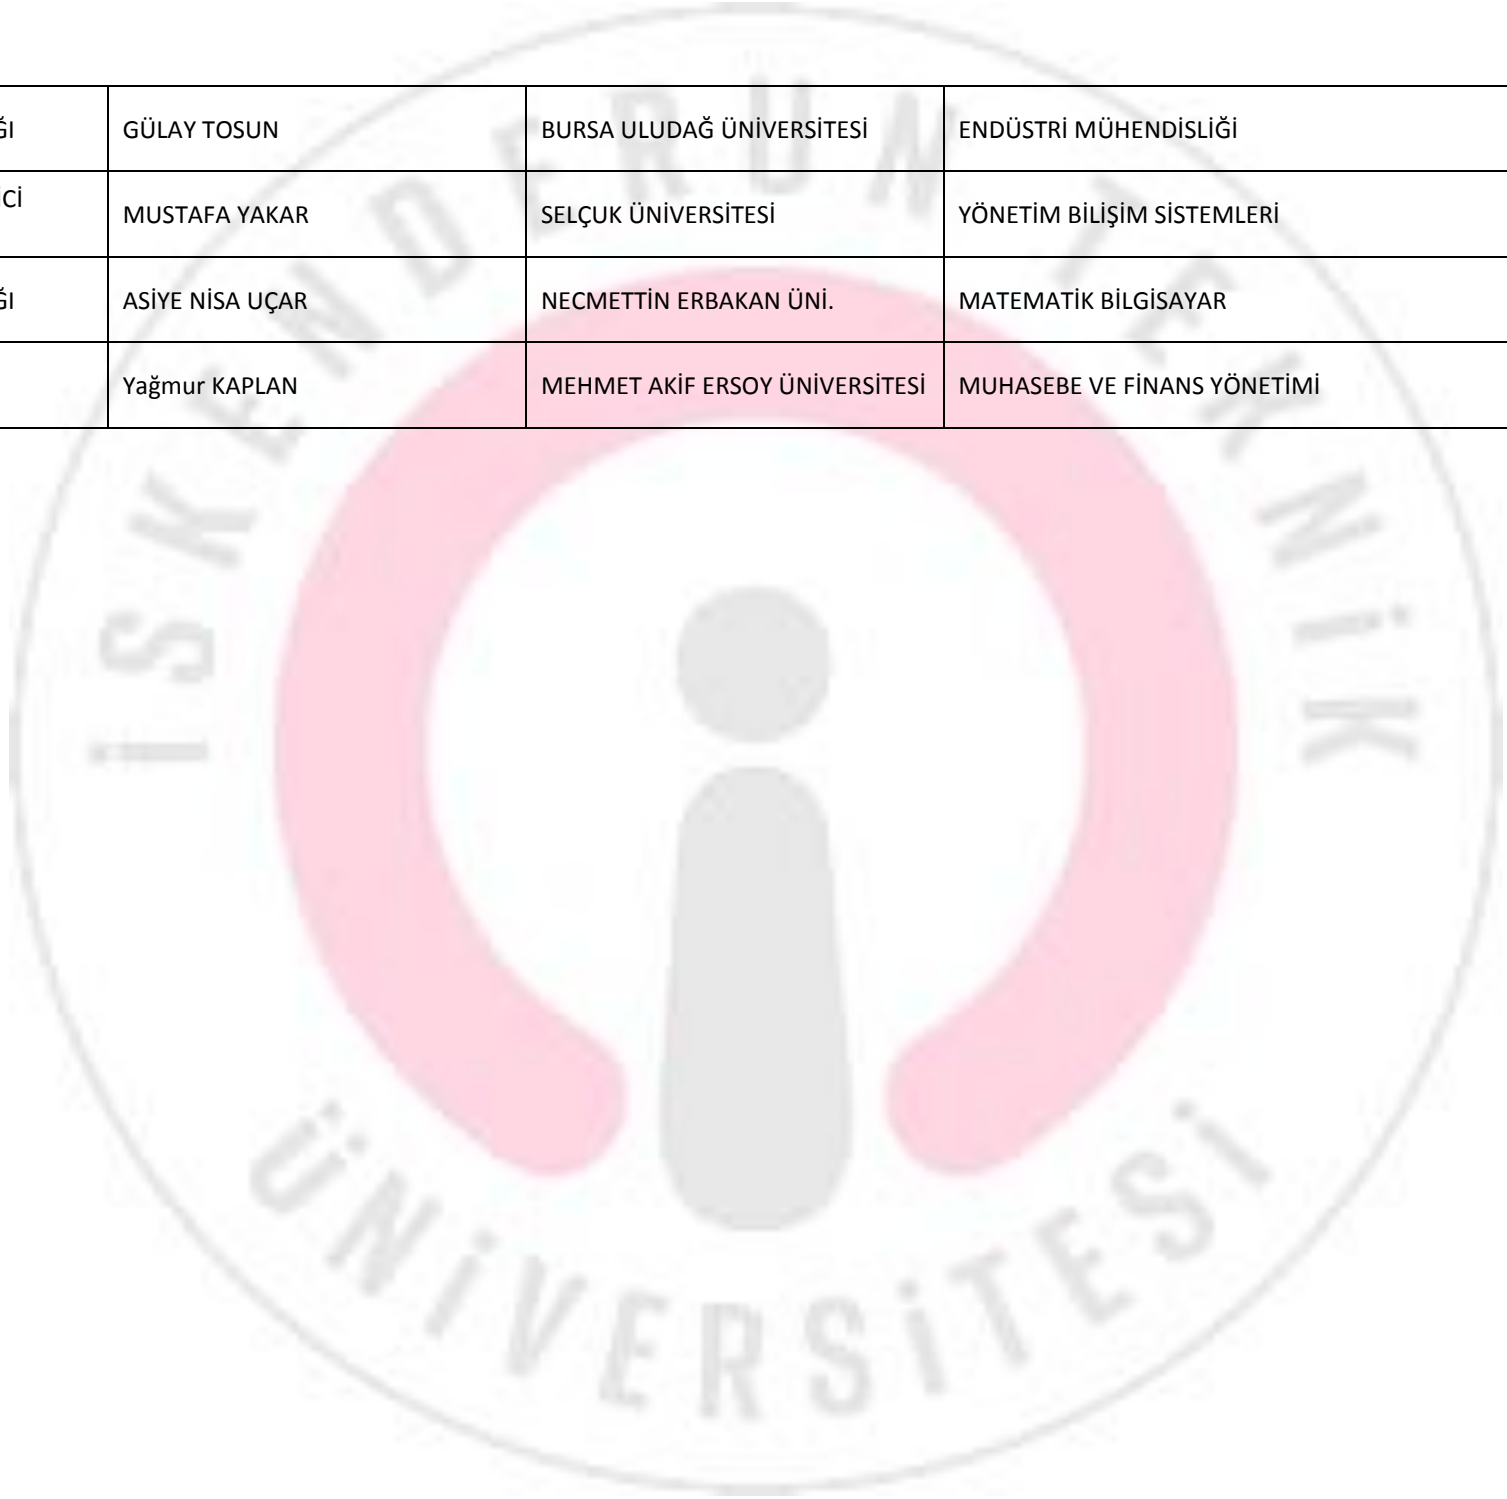 ĞI GÜLAY TOSUN BURSA ULUDAĞ ÜNİVERSİTESİ ENDÜSTRİ MÜHENDİSLİĞİ
İCİ MUSTAFA YAKAR SELÇUK ÜNİVERSİTESİ YÖNETİM BİLİŞİM SİSTEMLERİ
ĞI ASİYE NİSA UÇAR NECMETTİN ERBAKAN ÜNİ. MATEMATİK BİLGİSAYAR
Yağmur KAPLAN MEHMET AKİF ERSOY ÜNİVERSİTESİ MUHASEBE VE FİNANS YÖNETİMİ
İSKENDERUN TEKNİK
ÜNİVERSİTESİ